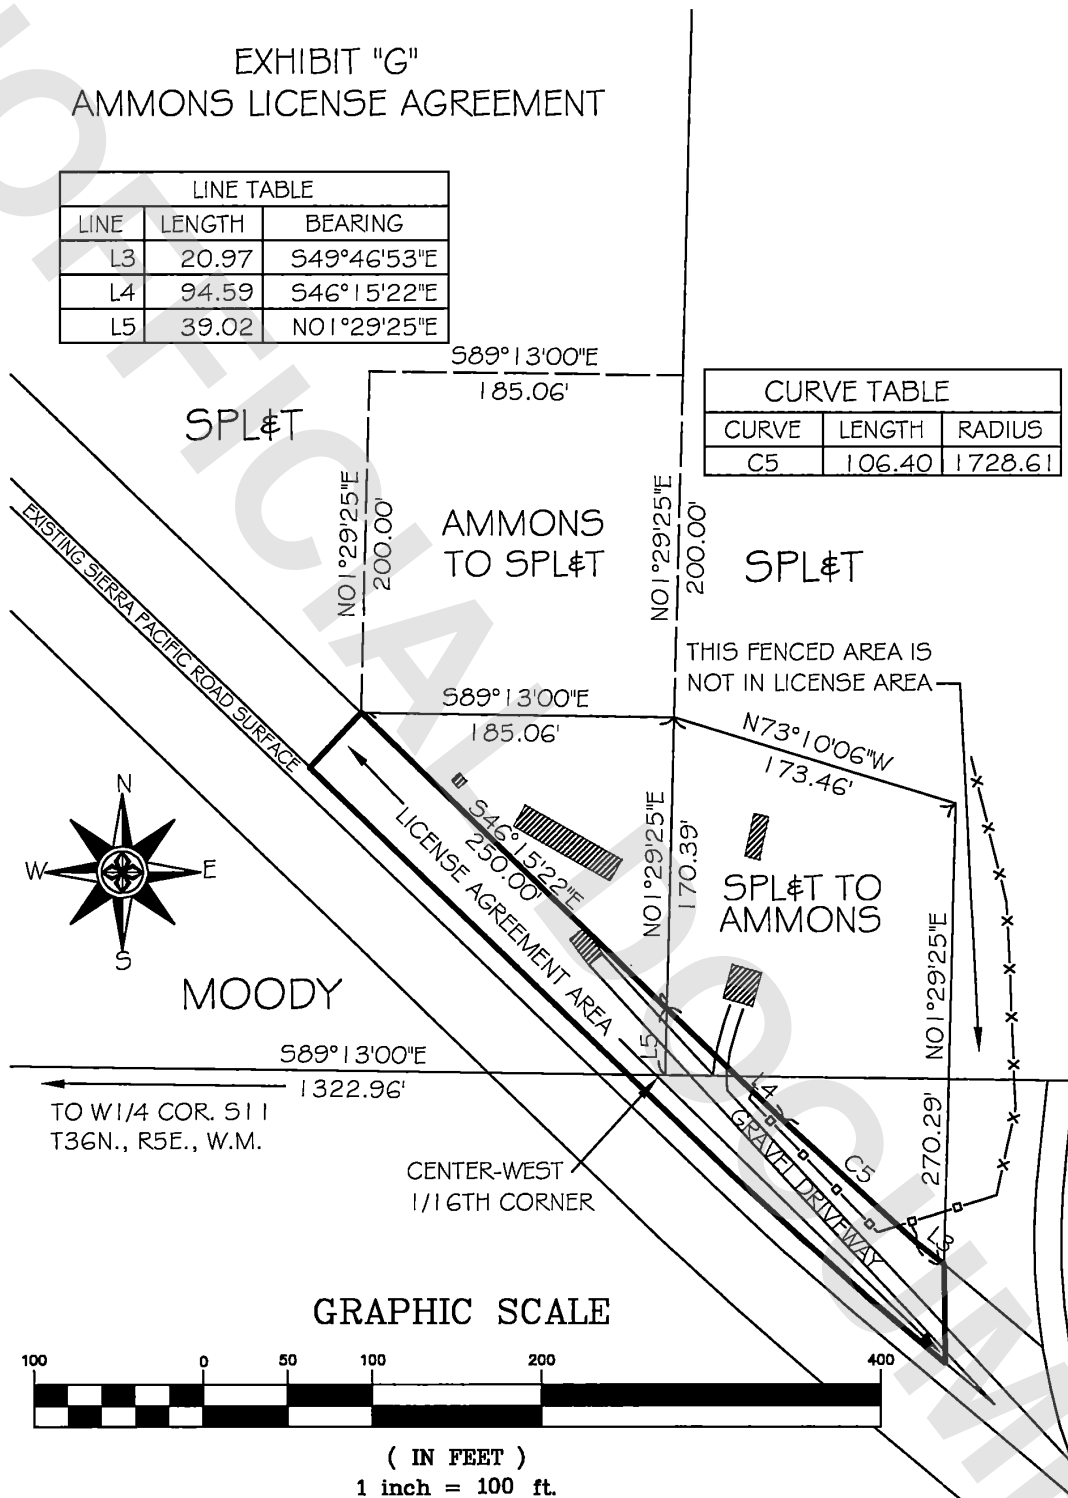 EXHIBIT "G"
AMMONS LICENSE AGREEMENT
LINE TABLE
LINE LENGTH BEARING
L3 20.97 S49°46'53"E
L4 94.59 S46°15'22"E
L5 39.02 N01°29'25"E
S89°13'00"E
185.06'
CURVE TABLE
CURVE LENGTH RADIUS
C5 106.40 1728.61
SPL&T
N01°29'25"E
200.00'
AMMONS
TO SPL&T
N01°29'25"E
200.00'
SPL&T
EXISTING SIERRA PACIFIC ROAD SURFACE
THIS FENCED AREA IS
NOT IN LICENSE AREA
S89°13'00"E
185.06'
N73°10'06"W
173.46'
S46°15'22"E
250.00'
LICENSE AGREEMENT AREA
N01°29'25"E
170.39'
SPL&T TO
AMMONS
N01°29'25"E
270.29'
N
W E
S
MOODY
S89°13'00"E
1322.96'
TO W1/4 COR. S11
T36N., R5E., W.M.
L5
L4
C5
L3
GRAVEL DRIVEWAY
CENTER-WEST
1/16TH CORNER
GRAPHIC SCALE
100 0 50 100 200 400
( IN FEET )
1 inch = 100 ft.